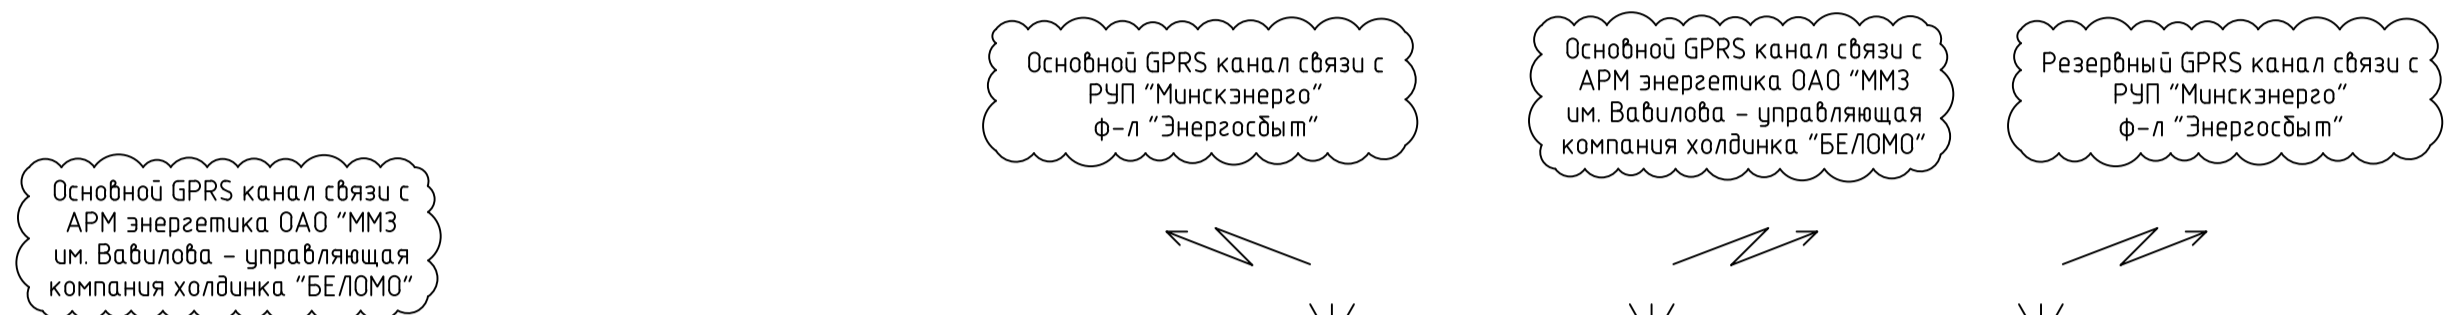 Основной GPRS канал связи с
РУП "Минскэнерго"
ф-л "Энергосбыт"
Основной GPRS канал связи с
АРМ энергетика ОАО "ММЗ
им. Вавилова - управляющая
компания холдинка "БЕЛОМО"
Резервный GPRS канал связи с
РУП "Минскэнерго"
ф-л "Энергосбыт"
Основной GPRS канал связи с
АРМ энергетика ОАО "ММЗ
им. Вавилова - управляющая
компания холдинка "БЕЛОМО"